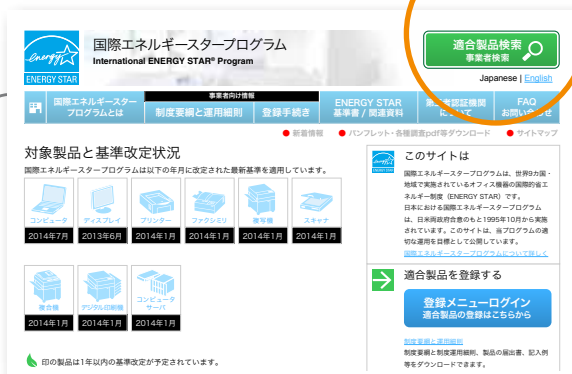 energy
ENERGY STAR
国際エネルギースタープログラム
International ENERGY STAR® Program
適合製品検索
事業者検索
Japanese | English
国際エネルギースター
プログラムとは
事業者向け情報
制度要綱と運用細則
登録手続き
ENERGY STAR
基準書 / 関連資料
第三者認証機関
について
FAQ
お問い合わせ
新着情報
パンフレット・各種調査pdf等ダウンロード
サイトマップ
対象製品と基準改定状況
国際エネルギースタープログラムは以下の年月に改定された最新基準を適用しています。
コンピュータ
ディスプレイ
プリンター
ファクシミリ
複写機
スキャナ
2014年7月
2013年6月
2014年1月
2014年1月
2014年1月
2014年1月
複合機
デジタル印刷機
コンピュータ
サーバ
2014年1月
2014年1月
2014年1月
印の製品は1年以内の基準改定が予定されています。
このサイトは
国際エネルギースタープログラムは、世界9カ国・
地域で実施されているオフィス機器の国際的省エ
ネルギー制度（ENERGY STAR）です。
日本における国際エネルギースタープログラム
は、日米両政府合意のもと1995年10月から実施
されています。当サイトは、当プログラムの適
切な運用を目標として公開しています。
国際エネルギースタープログラムについて詳しく
適合製品を登録する
登録メニューログイン
適合製品の登録はこちらから
制度要綱と運用細則
制度要綱と制度運用細則、製品の届出書、記入例
等をダウンロードできます。